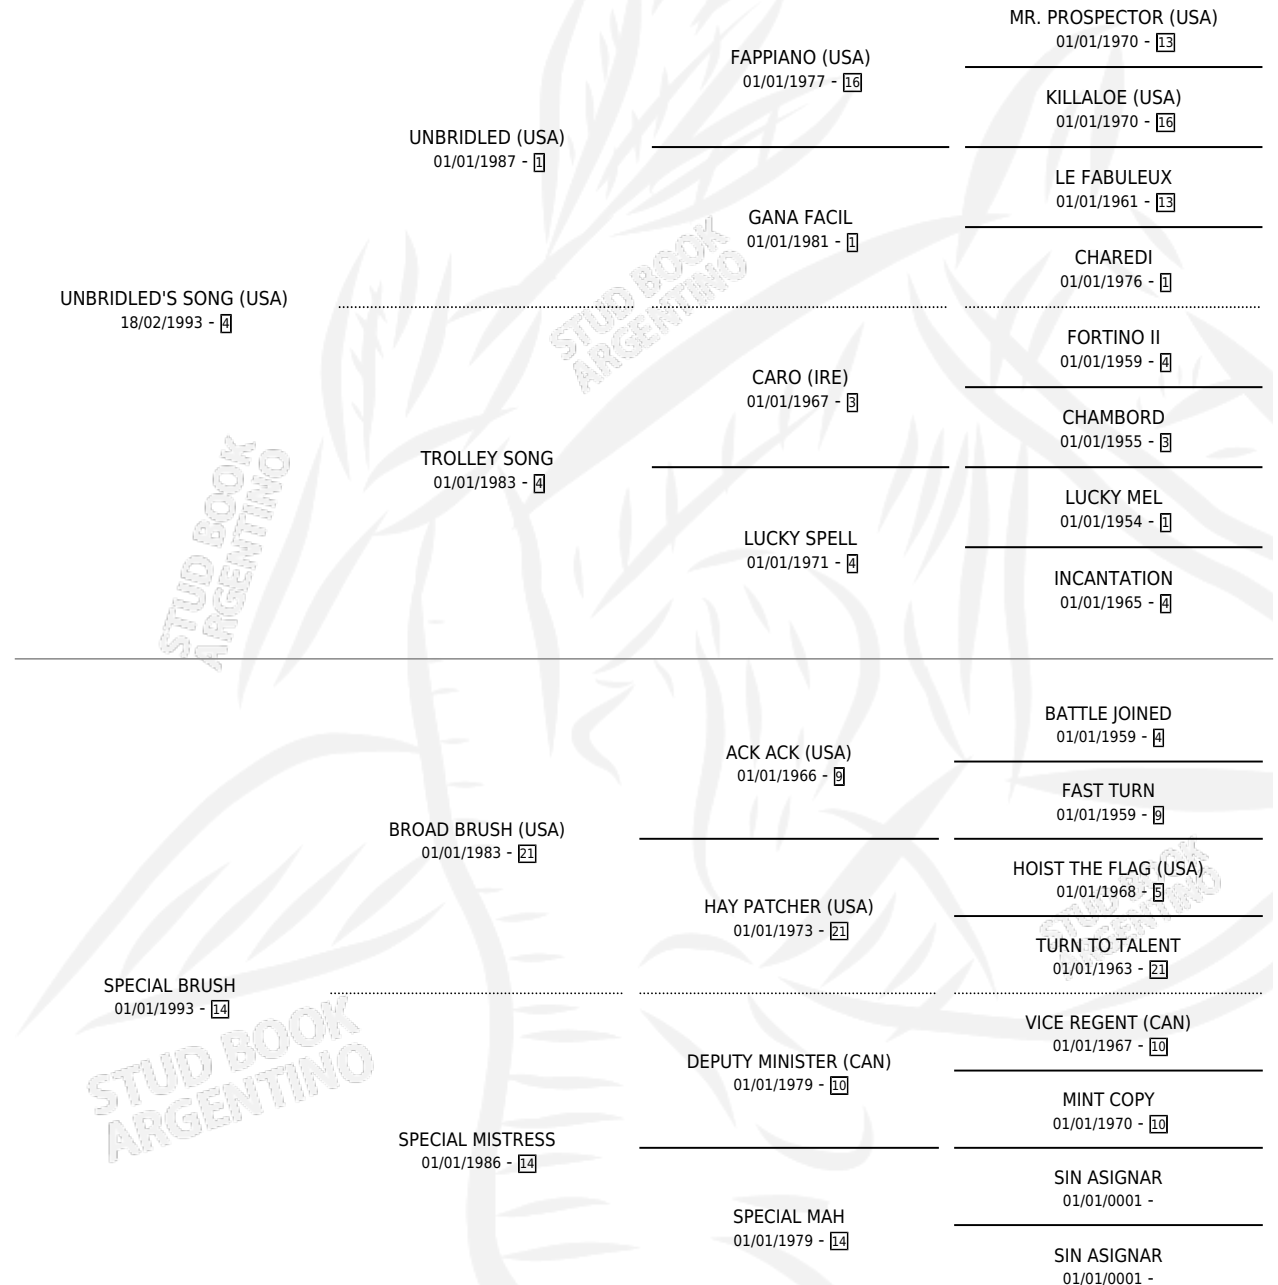 MR. PROSPECTOR (USA)
01/01/1970 - 13
FAPPIANO (USA)
01/01/1977 - 16
KILLALOE (USA)
01/01/1970 - 16
UNBRIDLED (USA)
01/01/1987 - 1
LE FABULEUX
01/01/1961 - 13
GANA FACIL
01/01/1981 - 1
CHAREDI
01/01/1976 - 1
UNBRIDLED'S SONG (USA)
18/02/1993 - 4
FORTINO II
01/01/1959 - 4
CARO (IRE)
01/01/1967 - 3
CHAMBORD
01/01/1955 - 3
TROLLEY SONG
01/01/1983 - 4
LUCKY MEL
01/01/1954 - 1
LUCKY SPELL
01/01/1971 - 4
INCANTATION
01/01/1965 - 4
BATTLE JOINED
01/01/1959 - 4
ACK ACK (USA)
01/01/1966 - 9
FAST TURN
01/01/1959 - 9
BROAD BRUSH (USA)
01/01/1983 - 21
HOIST THE FLAG (USA)
01/01/1968 - 5
HAY PATCHER (USA)
01/01/1973 - 21
TURN TO TALENT
01/01/1963 - 21
SPECIAL BRUSH
01/01/1993 - 14
VICE REGENT (CAN)
01/01/1967 - 10
DEPUTY MINISTER (CAN)
01/01/1979 - 10
MINT COPY
01/01/1970 - 10
SPECIAL MISTRESS
01/01/1986 - 14
SIN ASIGNAR
01/01/0001 -
SPECIAL MAH
01/01/1979 - 14
SIN ASIGNAR
01/01/0001 -
STUD BOOK
ARGENTINO
STUD BOOK
ARGENTINO
STUD BOOK
ARGENTINO
STUD BOOK
ARGENTINO